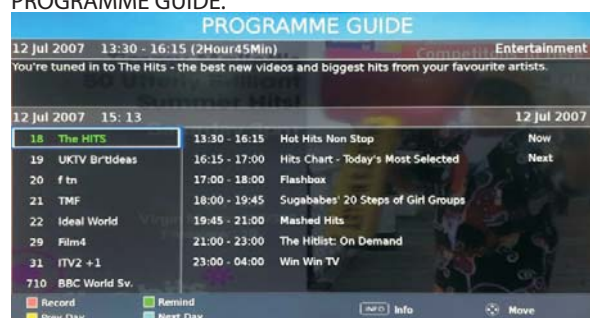 PROGRAMME GUIDE.
PROGRAMME GUIDE
12 Jul 2007 13:30 - 16:15 (2Hour45Min) Entertainment
You're tuned in to The Hits - the best new videos and biggest hits from your favourite artists.
12 Jul 2007 15: 13 12 Jul 2007
18 The HITS 13:30 - 16:15 Hot Hits Non Stop Now
19 UKTV Br'tIdeas 16:15 - 17:00 Hits Chart - Today's Most Selected Next
20 f tn 17:00 - 18:00 Flashbox
21 TMF 18:00 - 19:45 Sugababes' 20 Steps of Girl Groups
22 Ideal World 19:45 - 21:00 Mashed Hits
29 Film4 21:00 - 23:00 The Hitlist: On Demand
31 ITV2 +1 23:00 - 04:00 Win Win TV
710 BBC World Sv.
Record Remind INFO Info Move
Prev Day Next Day